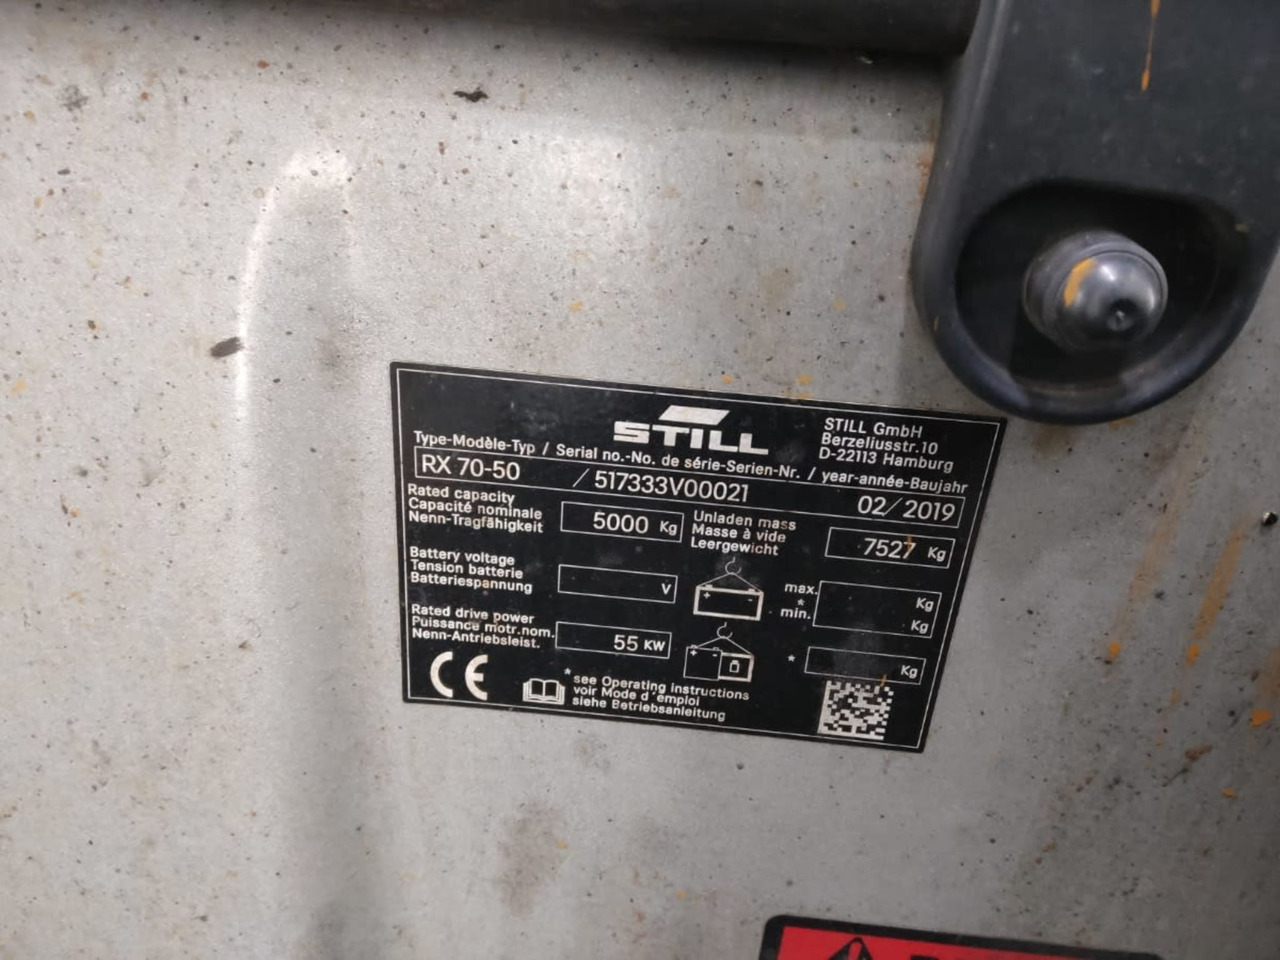 STILL
STILL GmbH
Berzeliusstr.10
D-22113 Hamburg
Type-Modèle-Typ / Serial no.-No. de série-Serien-Nr. / year-année-Baujahr
RX 70-50 / 517333V00021 02/2019
Rated capacity
Capacité nominale
Nenn-Tragfähigkeit
5000 Kg
Unladen mass
Masse à vide
Leergewicht
7527 Kg
Battery voltage
Tension batterie
Batteriespannung
V
+ -
max.
*
min.
Kg
Kg
Rated drive power
Puissance motr.nom.
Nenn-Antriebsleist.
55 KW
+ -
*
Kg
CE
* see Operating instructions
voir Mode d'emploi
siehe Betriebsanleitung